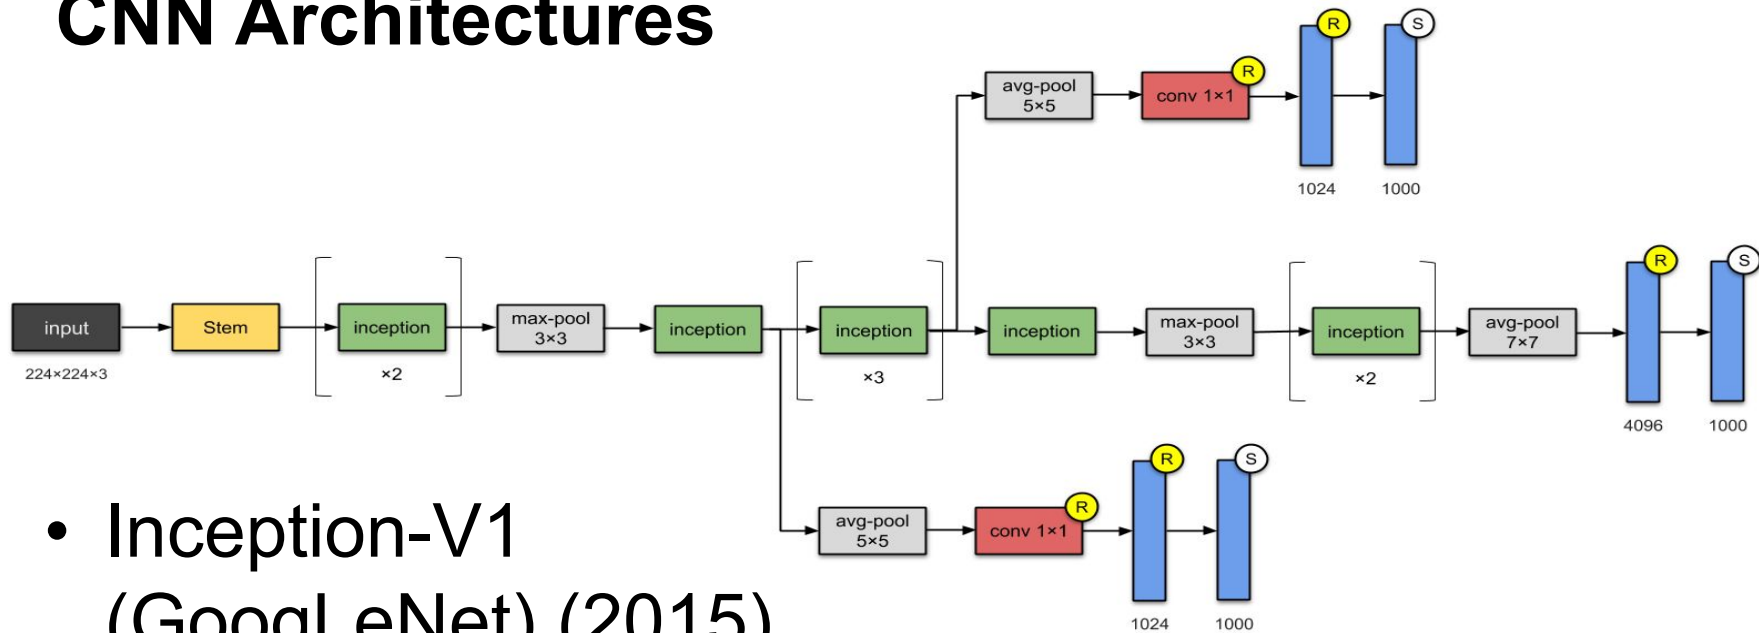 CNN Architectures
R
S
avg-pool
5×5
R
conv 1×1
1024
1000
input
224×224×3
Stem
inception
×2
max-pool
3×3
inception
inception
×3
inception
max-pool
3×3
inception
×2
avg-pool
7×7
R
S
4096
1000
avg-pool
5×5
R
conv 1×1
R
S
1024
1000
• Inception-V1
(GoogLeNet) (2015)